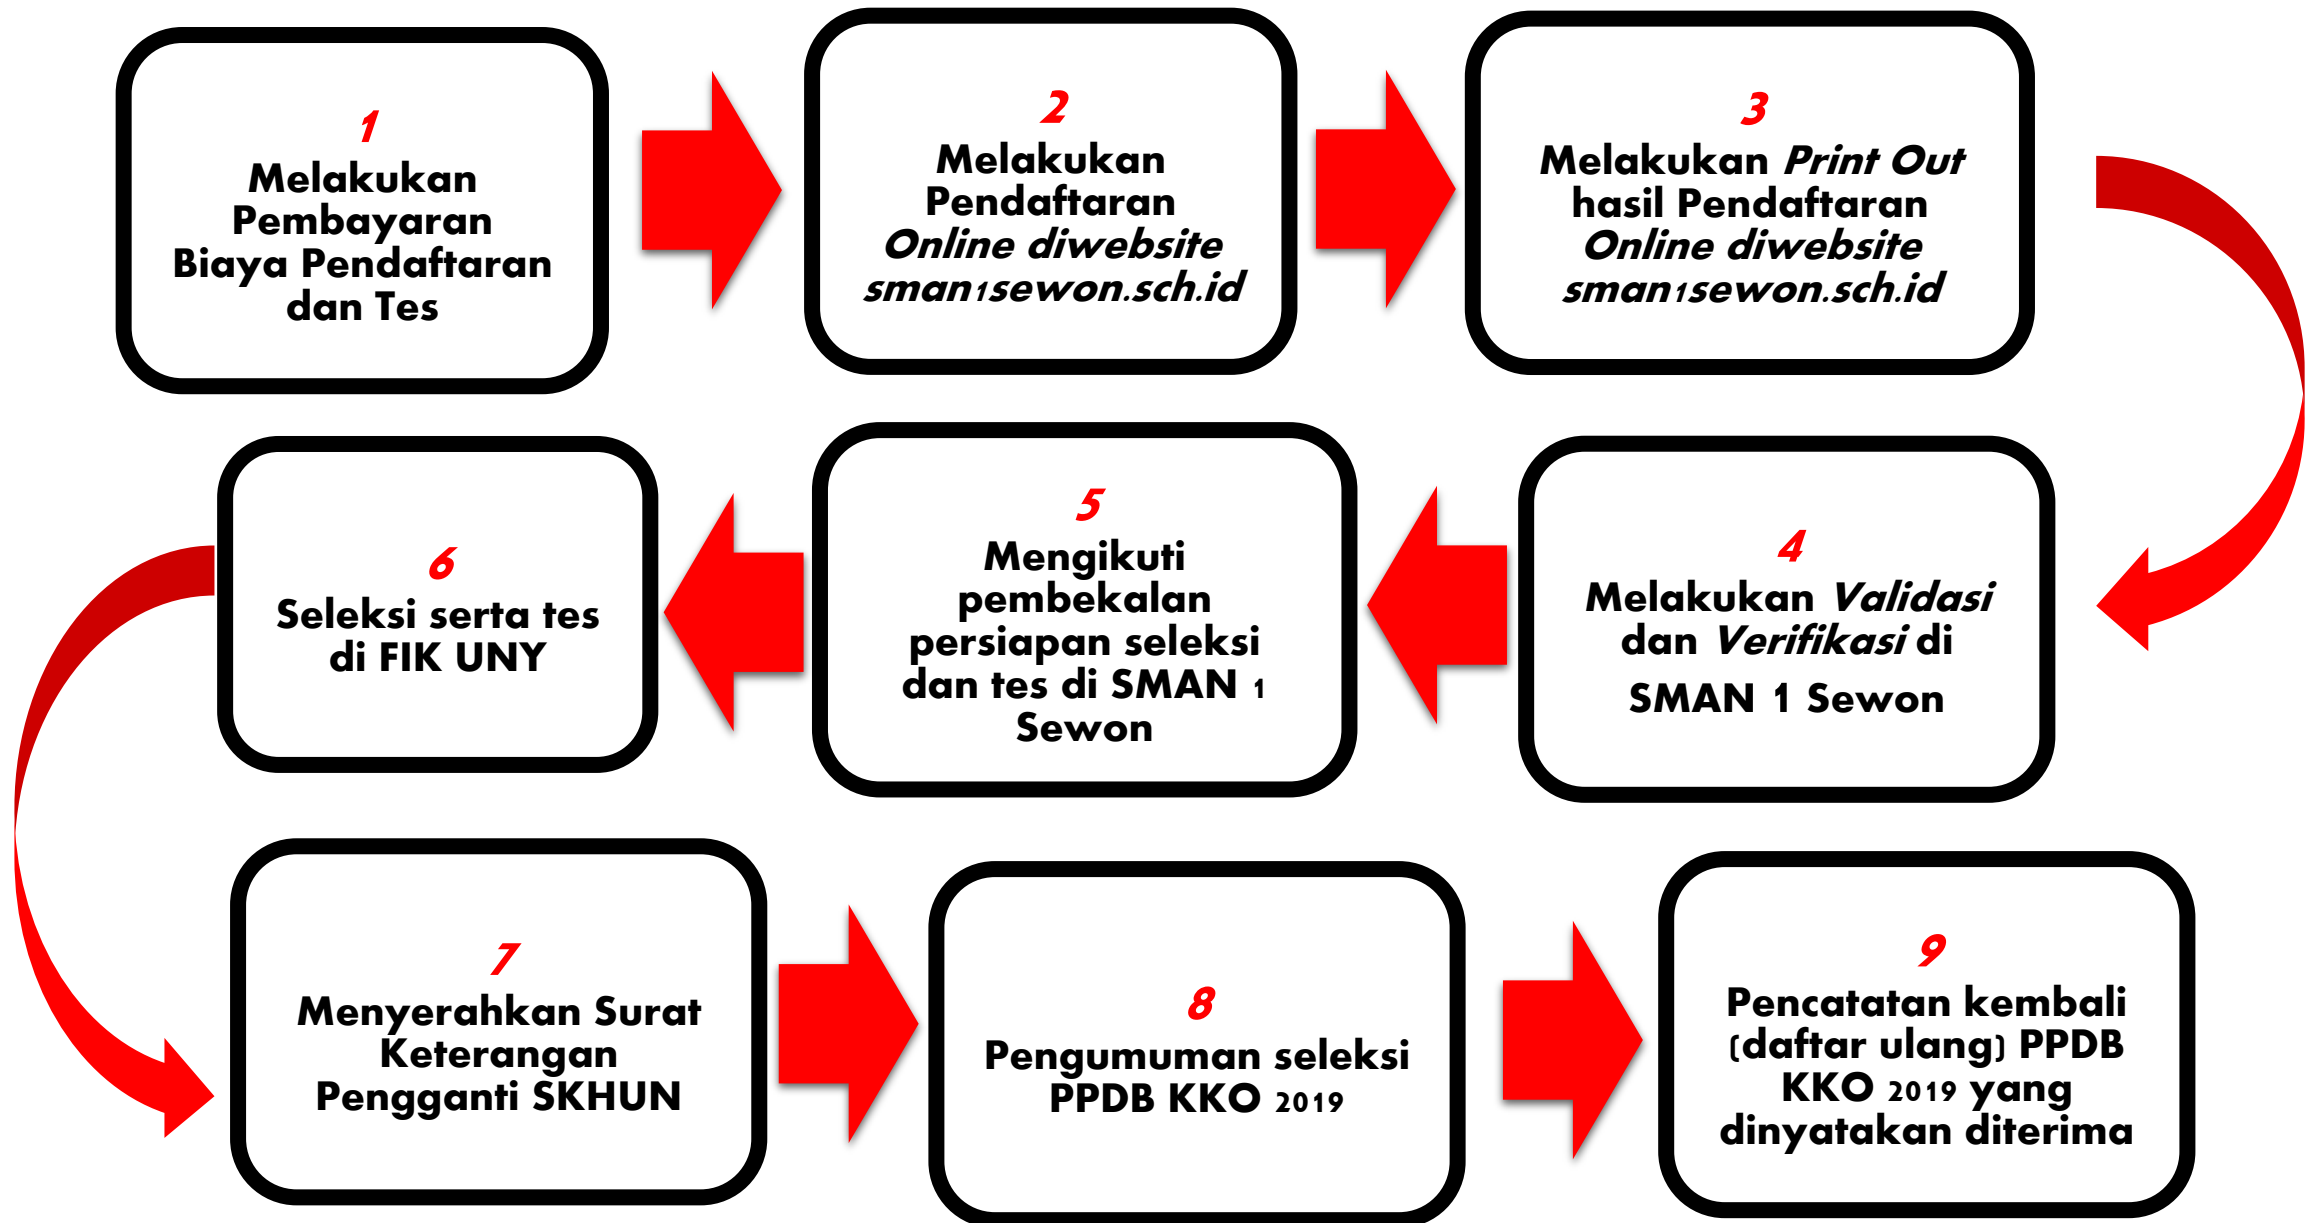 1
Melakukan
Pembayaran
Biaya Pendaftaran
dan Tes
2
Melakukan
Pendaftaran
Online diwebsite
sman1sewon.sch.id
3
Melakukan Print Out
hasil Pendaftaran
Online diwebsite
sman1sewon.sch.id
4
Melakukan Validasi
dan Verifikasi di
SMAN 1 Sewon
5
Mengikuti
pembekalan
persiapan seleksi
dan tes di SMAN 1
Sewon
6
Seleksi serta tes
di FIK UNY
7
Menyerahkan Surat
Keterangan
Pengganti SKHUN
8
Pengumuman seleksi
PPDB KKO 2019
9
Pencatatan kembali
(daftar ulang) PPDB
KKO 2019 yang
dinyatakan diterima